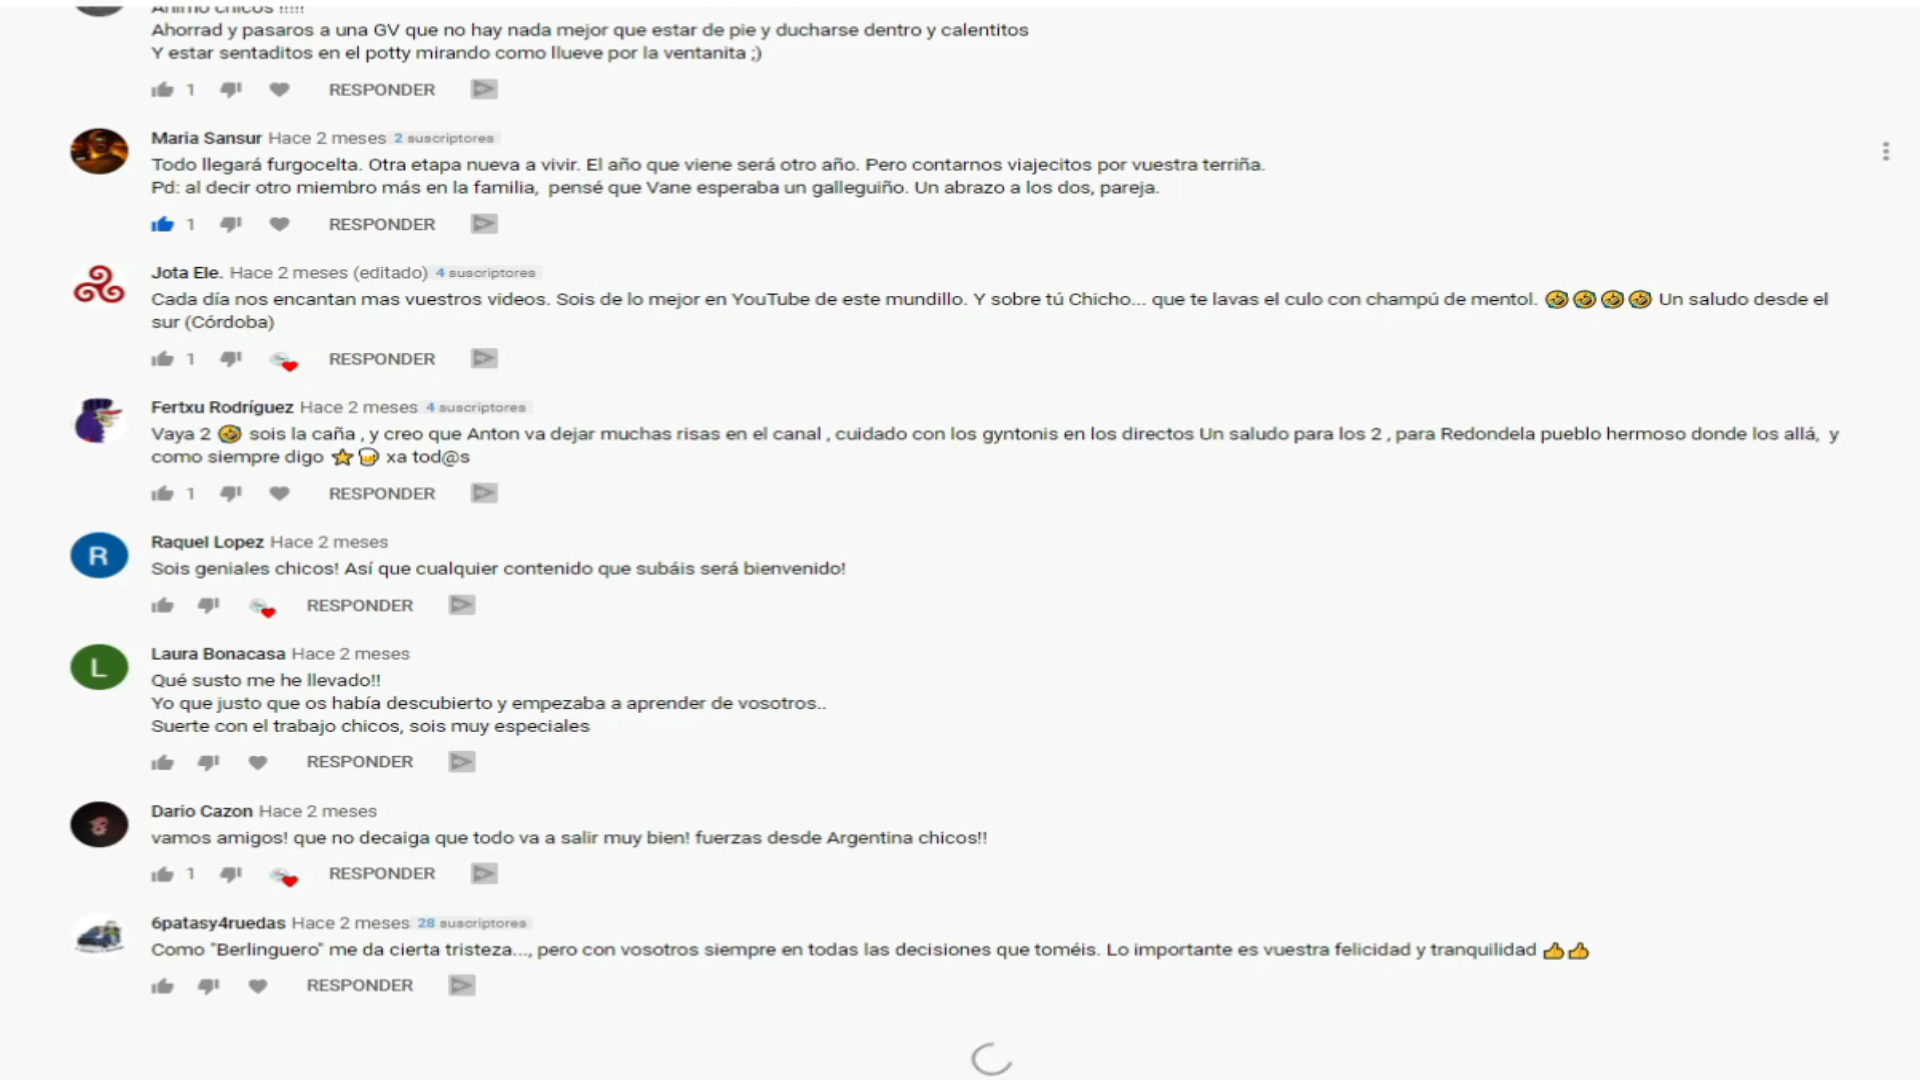 Animo chicos !!!!!
Ahorrad y pasaros a una GV que no hay nada mejor que estar de pie y ducharse dentro y calentitos
Y estar sentaditos en el potty mirando como llueve por la ventanita ;)
1 RESPONDER
Maria Sansur Hace 2 meses 2 suscriptores
Todo llegará furgocelta. Otra etapa nueva a vivir. El año que viene será otro año. Pero contarnos viajecitos por vuestra terriña.
Pd: al decir otro miembro más en la familia, pensé que Vane esperaba un galleguiño. Un abrazo a los dos, pareja.
1 RESPONDER
Jota Ele. Hace 2 meses (editado) 4 suscriptores
Cada día nos encantan mas vuestros videos. Sois de lo mejor en YouTube de este mundillo. Y sobre tú Chicho... que te lavas el culo con champú de mentol. 🤣🤣🤣🤣 Un saludo desde el
sur (Córdoba)
1 RESPONDER
Fertxu Rodríguez Hace 2 meses 4 suscriptores
Vaya 2 🤣 sois la caña , y creo que Anton va dejar muchas risas en el canal , cuidado con los gyntonis en los directos Un saludo para los 2 , para Redondela pueblo hermoso donde los allá, y
como siempre digo ⭐🍺 xa tod@s
1 RESPONDER
R
Raquel Lopez Hace 2 meses
Sois geniales chicos! Así que cualquier contenido que subáis será bienvenido!
RESPONDER
L
Laura Bonacasa Hace 2 meses
Qué susto me he llevado!!
Yo que justo que os había descubierto y empezaba a aprender de vosotros..
Suerte con el trabajo chicos, sois muy especiales
RESPONDER
Dario Cazon Hace 2 meses
vamos amigos! que no decaiga que todo va a salir muy bien! fuerzas desde Argentina chicos!!
1 RESPONDER
6patasy4ruedas Hace 2 meses 28 suscriptores
Como "Berlinguero" me da cierta tristeza..., pero con vosotros siempre en todas las decisiones que toméis. Lo importante es vuestra felicidad y tranquilidad 👍👍
RESPONDER